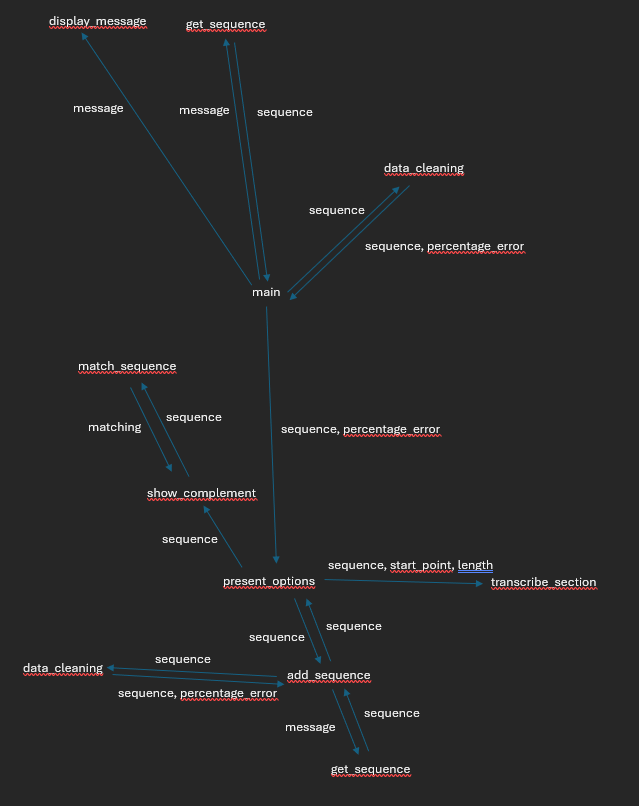 display_message
get_sequence
message
message
sequence
data_cleaning
sequence
sequence, percentage_error
main
match_sequence
sequence
matching
sequence, percentage_error
show_complement
sequence
sequence, start_point, length
present_options
transcribe_section
sequence
sequence
sequence
data_cleaning
add_sequence
sequence, percentage_error
sequence
message
get_sequence